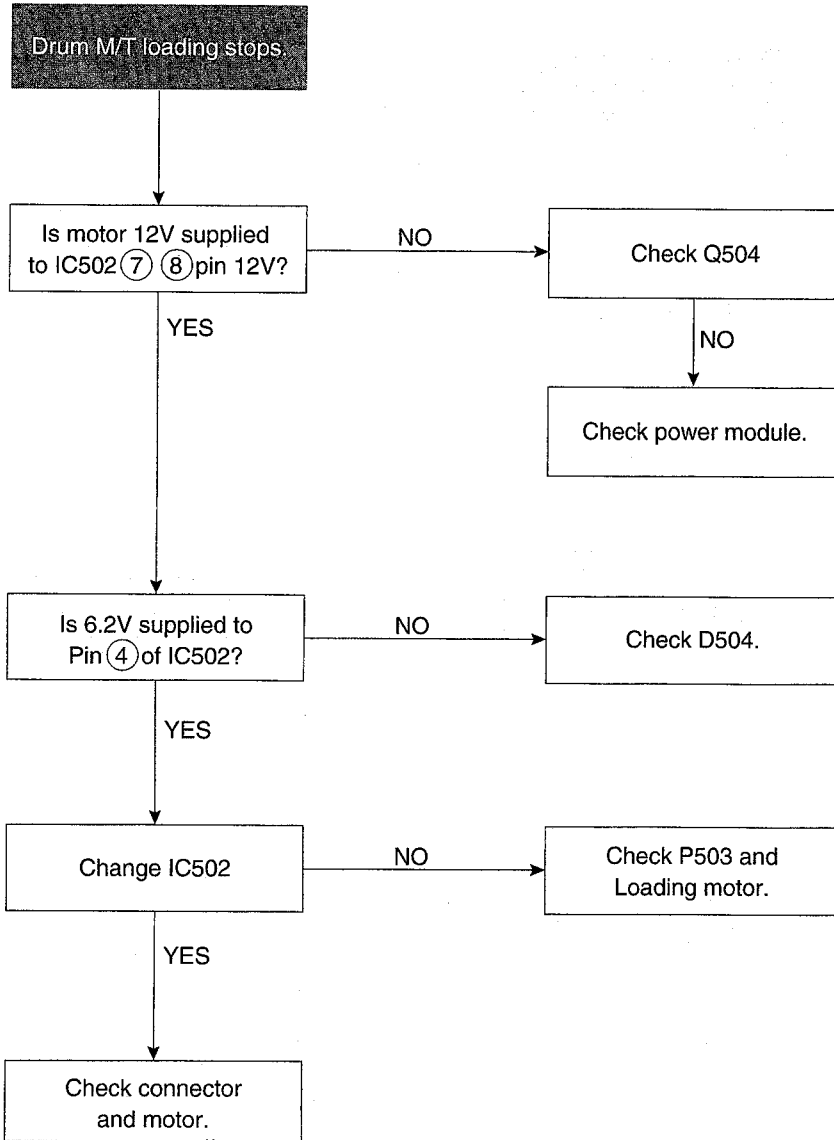 Drum M/T loading stops.
Is motor 12V supplied
to IC502 ⑦ ⑧ pin 12V?
NO
Check Q504
YES
NO
Check power module.
Is 6.2V supplied to
Pin ④ of IC502?
NO
Check D504.
YES
Change IC502
NO
Check P503 and
Loading motor.
YES
Check connector
and motor.